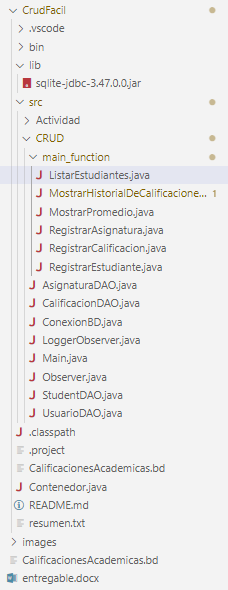 CrudFacil
.vscode
bin
lib
sqlite-jdbc-3.47.0.0.jar
src
Actividad
CRUD
main_function
ListarEstudiantes.java
MostrarHistorialDeCalificacione... 1
MostrarPromedio.java
RegistrarAsignatura.java
RegistrarCalificacion.java
RegistrarEstudiante.java
AsignaturaDAO.java
CalificacionDAO.java
ConexionBD.java
LoggerObserver.java
Main.java
Observer.java
StudentDAO.java
UsuarioDAO.java
.classpath
.project
CalificacionesAcademicas.bd
Contenedor.java
README.md
resumen.txt
images
CalificacionesAcademicas.bd
entregable.docx